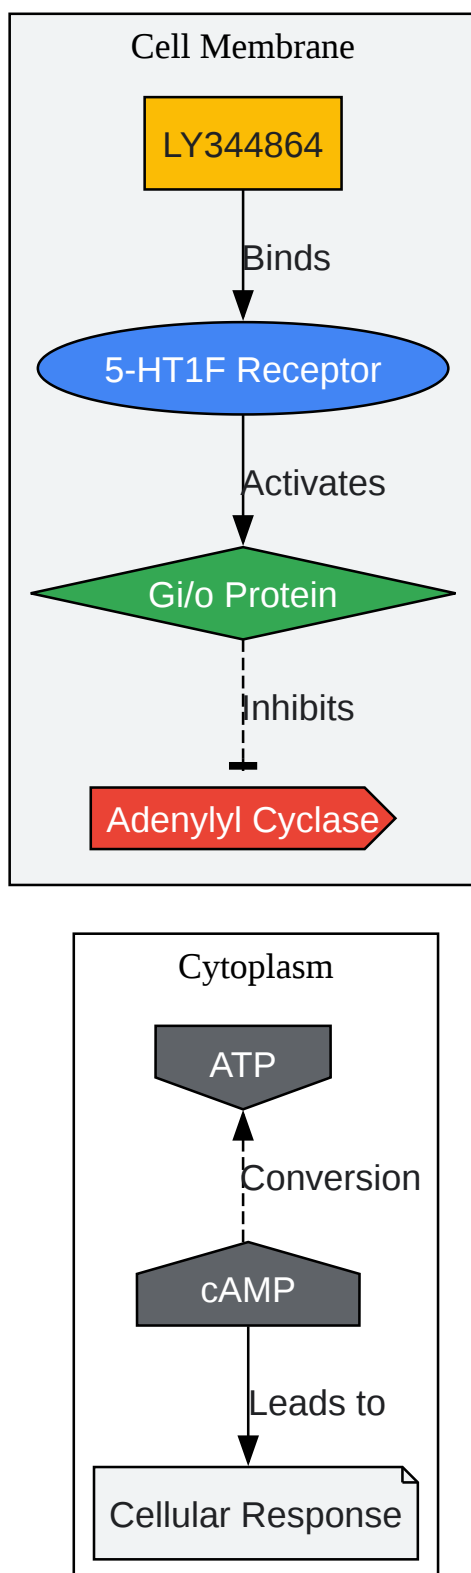 Cell Membrane
LY344864
Binds
5-HT1F Receptor
Activates
Gi/o Protein
Inhibits
Adenylyl Cyclase
Cytoplasm
ATP
Conversion
cAMP
Leads to
Cellular Response